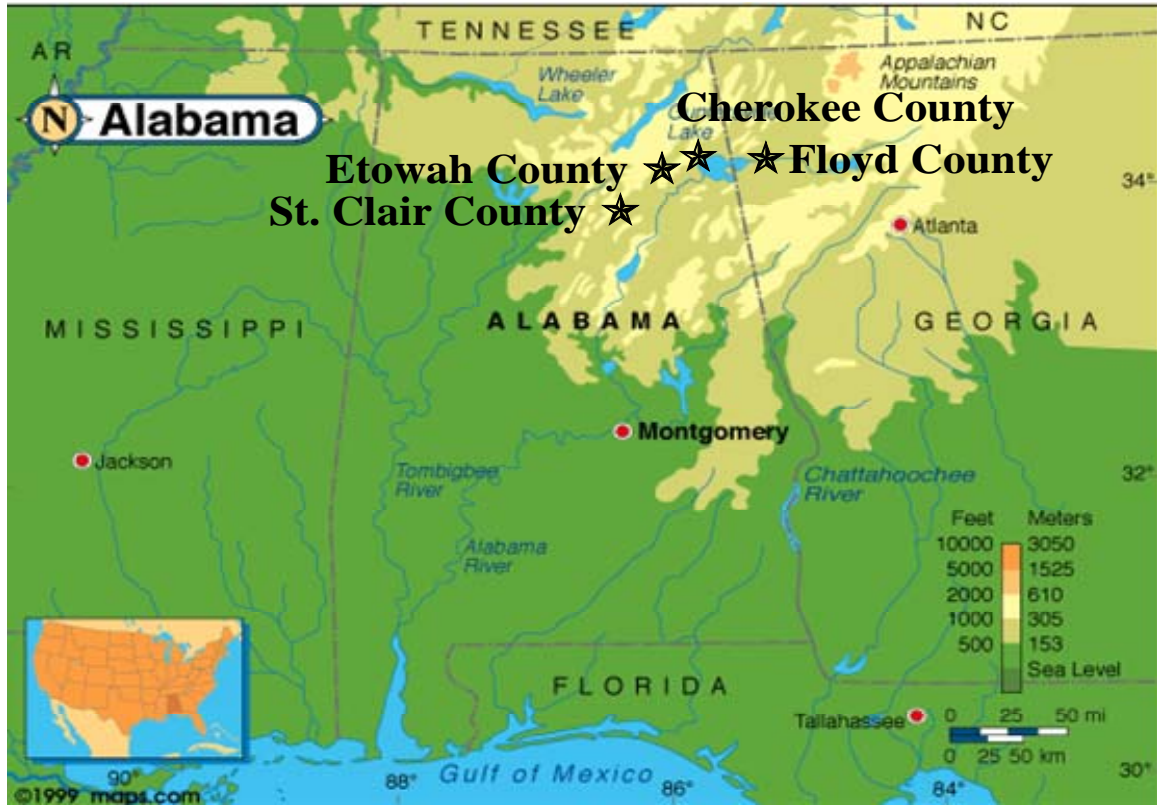 TENNESSEE
NC
AR
Wheeler
Lake
Appalachian
Mountains
N
Alabama
Cherokee County
Lake
Etowah County
Floyd County
34°
St. Clair County
Atlanta
MISSISSIPPI
ALABAMA
GEORGIA
Montgomery
Jackson
Tombigbee
River
Chattahoochee
River
32°
Alabama
River
Feet Meters
10000 3050
5000 1525
2000 610
1000 305
500 153
Sea Level
FLORIDA
Tallahassee
0 25 50 mi
0 25 50 km
90°
88°
Gulf of Mexico
86°
84°
30°
©1999 maps.com